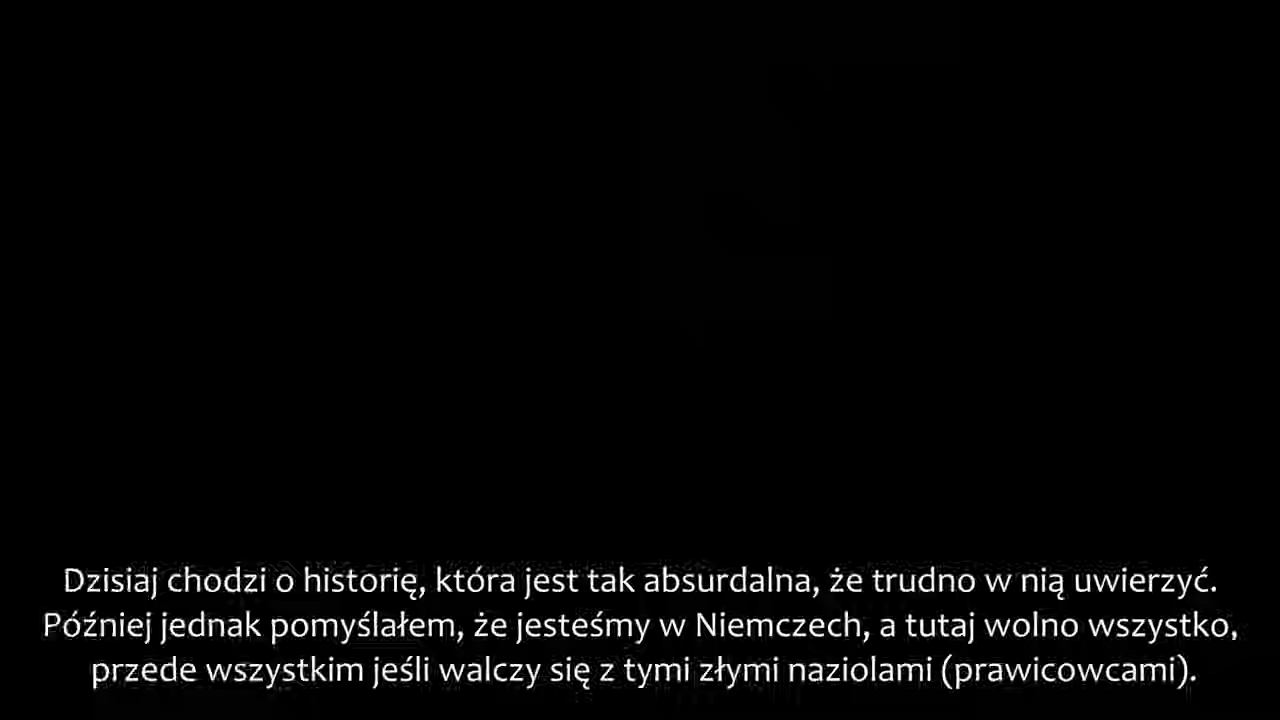 Dzisiaj chodzi o historię, która jest tak absurdalna, że trudno w nią uwierzyć.
Później jednak pomyślałem, że jesteśmy w Niemczech, a tutaj wolno wszystko,
przede wszystkim jeśli walczy się z tymi złymi naziolami (prawicowcami).